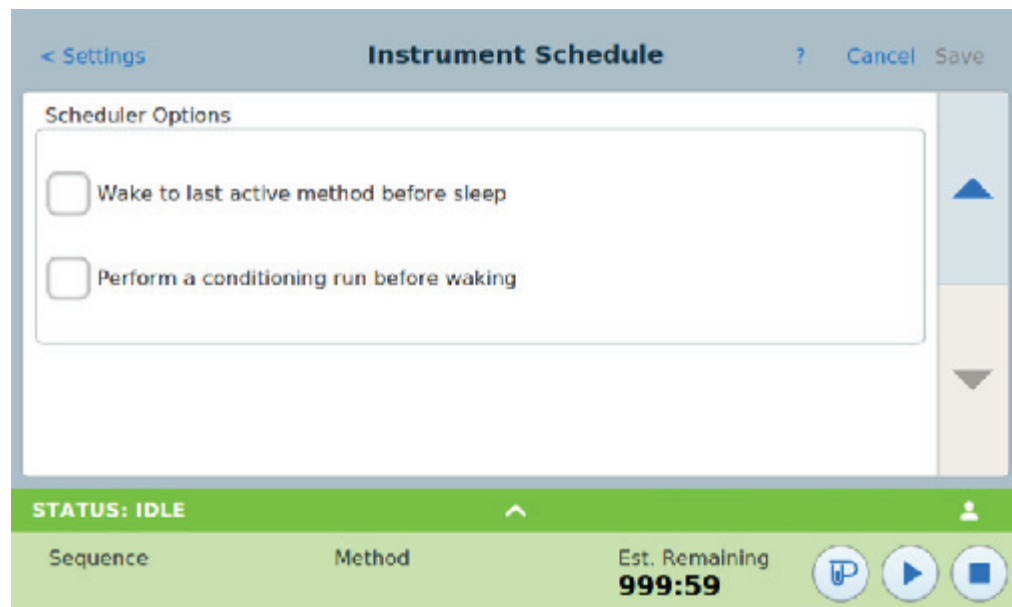 < Settings Instrument Schedule ? Cancel Save
Scheduler Options
Wake to last active method before sleep
Perform a conditioning run before waking
STATUS: IDLE
Sequence Method Est. Remaining
999:59
P